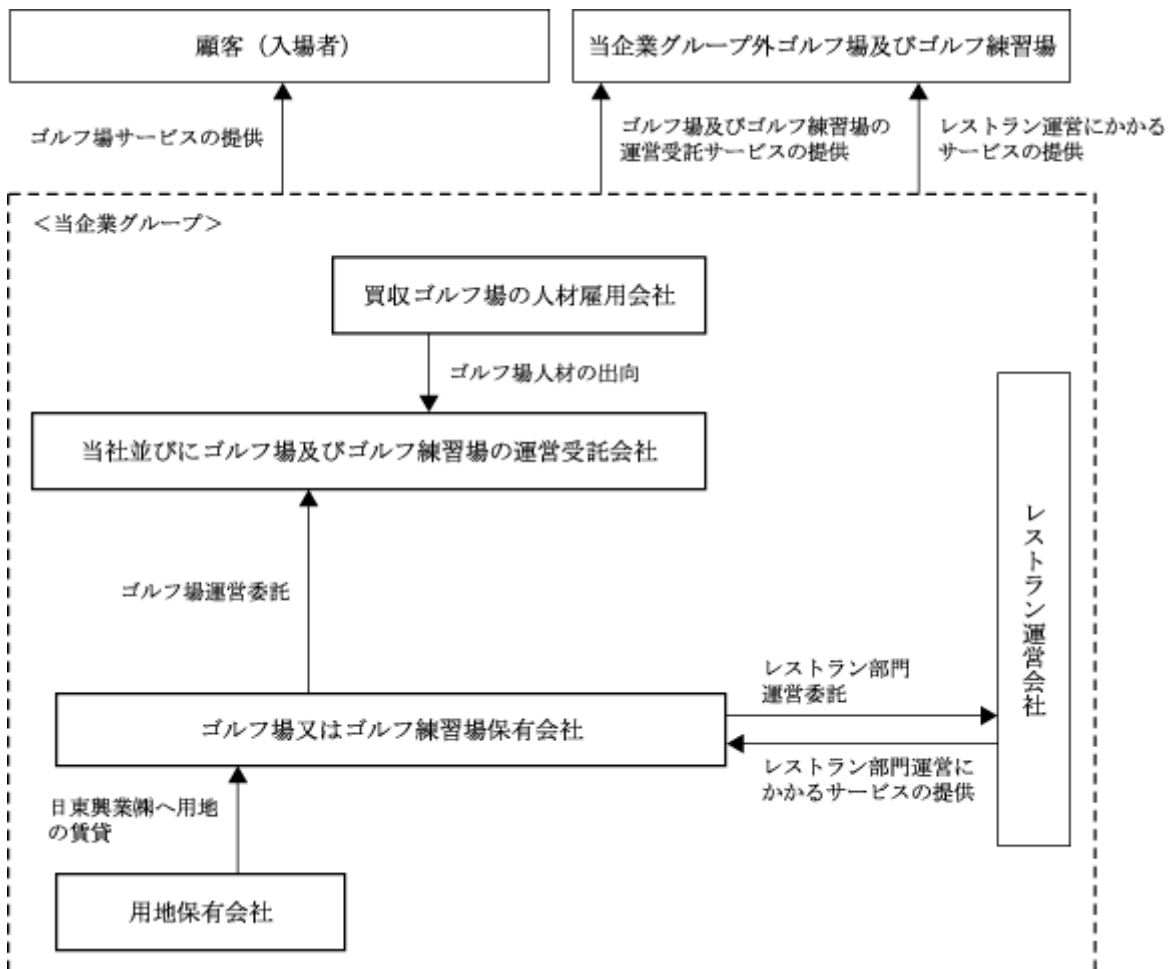 顧客（入場者）
当企業グループ外ゴルフ場及びゴルフ練習場
ゴルフ場サービスの提供
ゴルフ場及びゴルフ練習場の
運営受託サービスの提供
レストラン運営にかかる
サービスの提供
＜当企業グループ＞
買収ゴルフ場の人材雇用会社
ゴルフ場人材の出向
当社並びにゴルフ場及びゴルフ練習場の運営受託会社
ゴルフ場運営委託
レストラン運営会社
レストラン部門
運営委託
ゴルフ場又はゴルフ練習場保有会社
レストラン部門運営に
かかるサービスの提供
日東興業㈱へ用地
の賃貸
用地保有会社